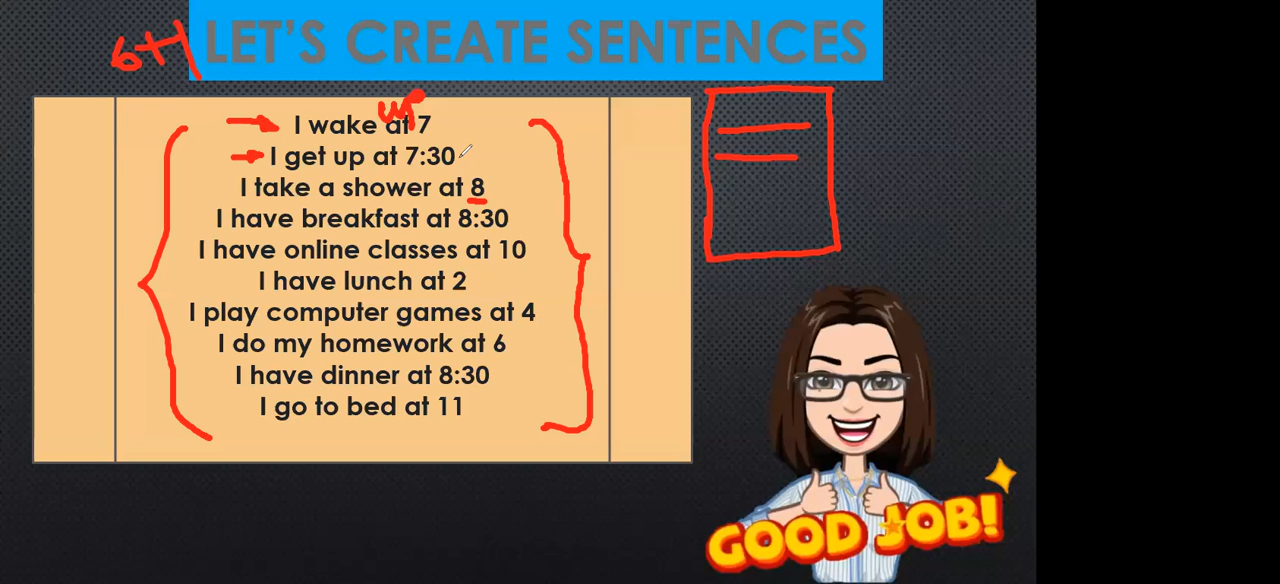 6th LET'S CREATE SENTENCES
up
I wake at 7
I get up at 7:30
I take a shower at 8
I have breakfast at 8:30
I have online classes at 10
I have lunch at 2
I play computer games at 4
I do my homework at 6
I have dinner at 8:30
I go to bed at 11
GOOD JOB!